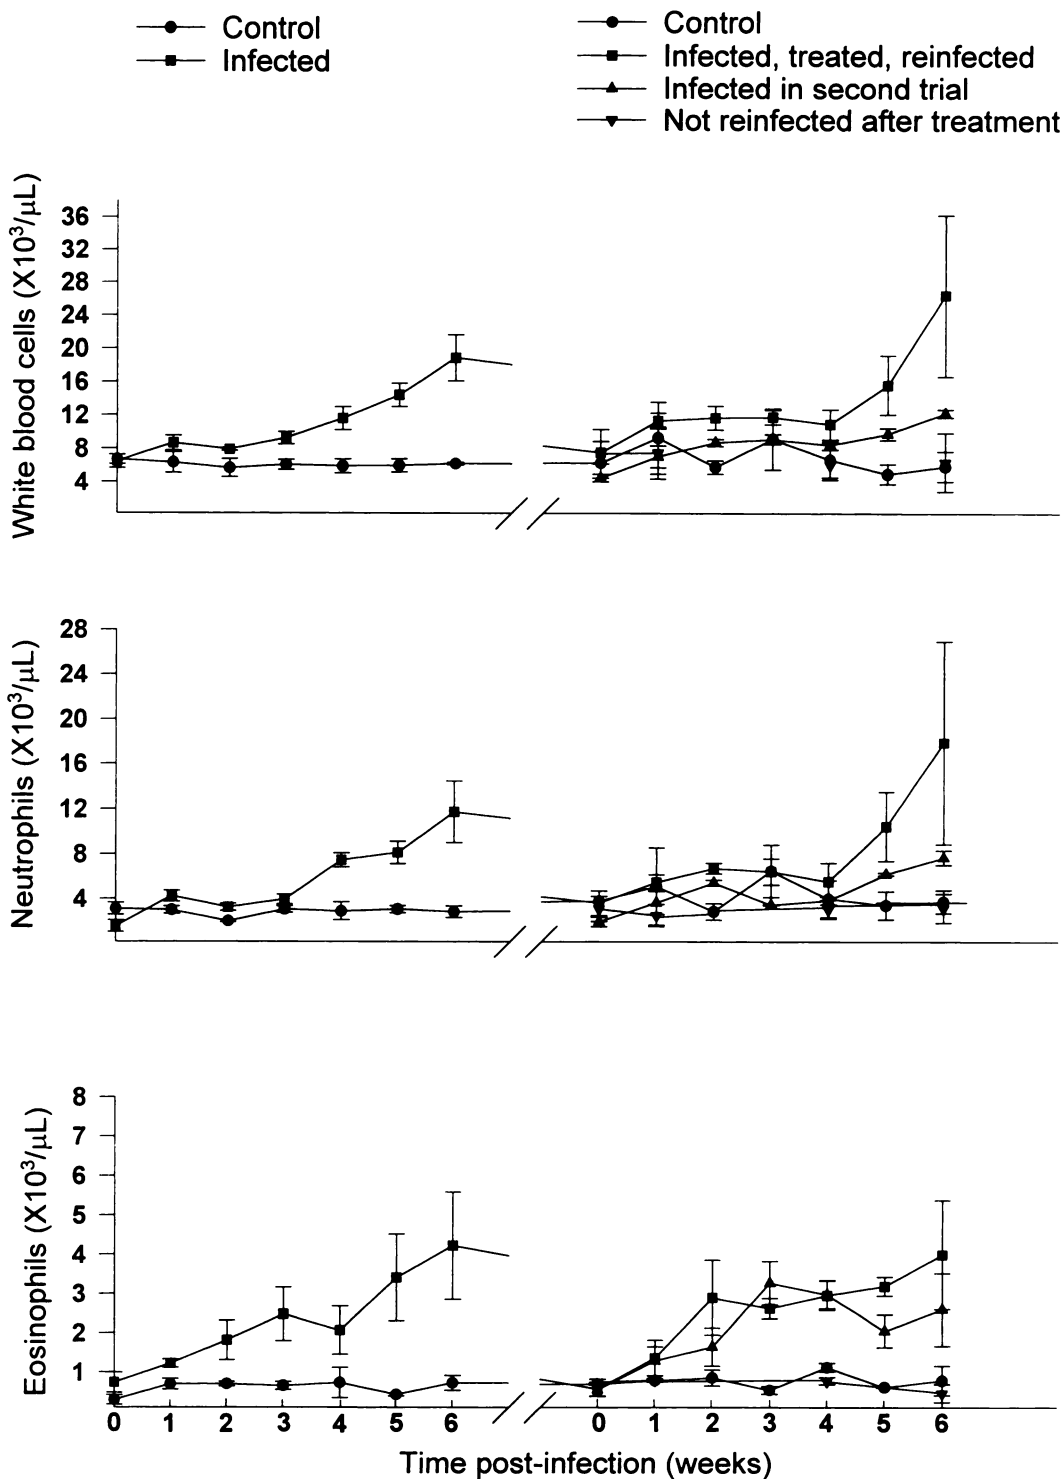 Control
Infected
Control
Infected, treated, reinfected
Infected in second trial
Not reinfected after treatment
White blood cells (X10³/μL)
36
32
28
24
20
16
12
8
4
Neutrophils (X10³/μL)
28
24
20
16
12
8
4
Eosinophils (X10³/μL)
8
7
6
5
4
3
2
1
0 1 2 3 4 5 6 0 1 2 3 4 5 6
Time post-infection (weeks)